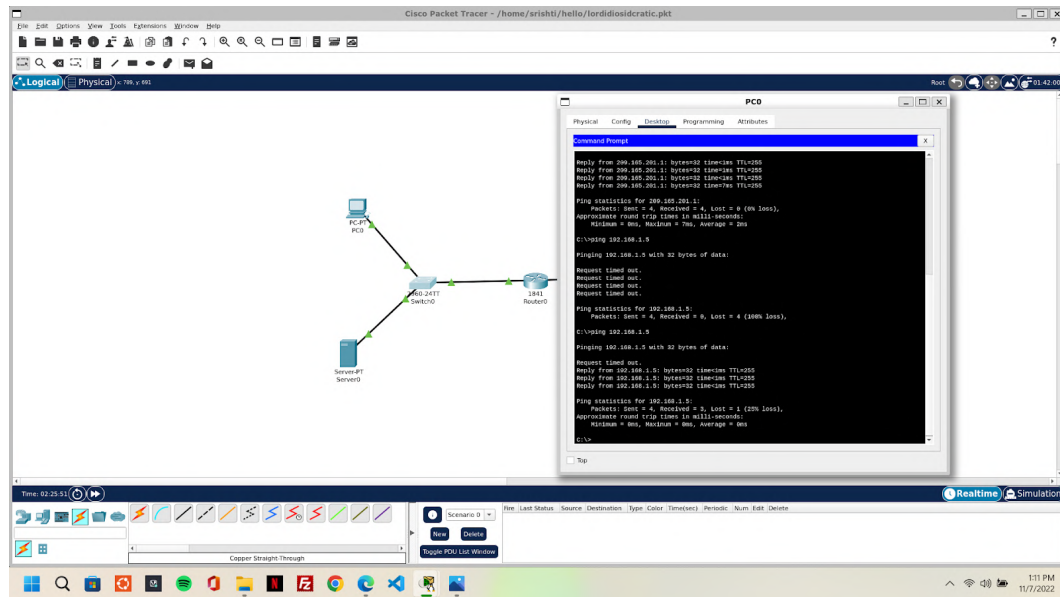 Cisco Packet Tracer - /home/srishti/hello/lordidiosidcratic.pkt
File Edit Options View Tools Extensions Window Help
?
Logical Physical x: 789, y: 691
Root 01:42:00
PC0
X
Physical Config Desktop Programming Attributes
Command Prompt
X
Reply from 209.165.201.1: bytes=32 time<1ms TTL=255
Reply from 209.165.201.1: bytes=32 time=1ms TTL=255
Reply from 209.165.201.1: bytes=32 time<1ms TTL=255
Reply from 209.165.201.1: bytes=32 time=7ms TTL=255
Ping statistics for 209.165.201.1:
Packets: Sent = 4, Received = 4, Lost = 0 (0% loss),
Approximate round trip times in milli-seconds:
Minimum = 0ms, Maximum = 7ms, Average = 2ms
C:\>ping 192.168.1.5
Pinging 192.168.1.5 with 32 bytes of data:
Request timed out.
Request timed out.
Request timed out.
Request timed out.
Ping statistics for 192.168.1.5:
Packets: Sent = 4, Received = 0, Lost = 4 (100% loss),
C:\>ping 192.168.1.5
Pinging 192.168.1.5 with 32 bytes of data:
Request timed out.
Reply from 192.168.1.5: bytes=32 time<1ms TTL=255
Reply from 192.168.1.5: bytes=32 time<1ms TTL=255
Reply from 192.168.1.5: bytes=32 time<1ms TTL=255
Ping statistics for 192.168.1.5:
Packets: Sent = 4, Received = 3, Lost = 1 (25% loss),
Approximate round trip times in milli-seconds:
Minimum = 0ms, Maximum = 0ms, Average = 0ms
C:\>
Top
PC-PT
PC0
2960-24TT
Switch0
1841
Router0
Server-PT
Server0
Time: 02:25:51
Realtime Simulation
Scenario 0
New Delete
Toggle PDU List Window
Fire Last Status Source Destination Type Color Time(sec) Periodic Num Edit Delete
Copper Straight-Through
1:11 PM
11/7/2022